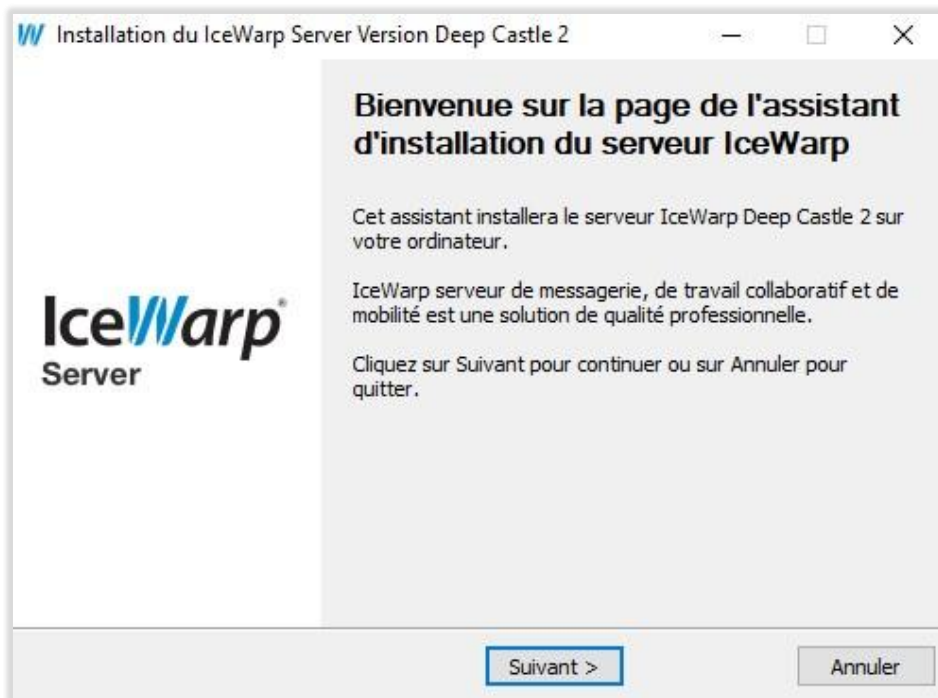 Installation du IceWarp Server Version Deep Castle 2
Bienvenue sur la page de l'assistant
d'installation du serveur IceWarp
Cet assistant installera le serveur IceWarp Deep Castle 2 sur
votre ordinateur.
IceWarp serveur de messagerie, de travail collaboratif et de
mobilité est une solution de qualité professionnelle.
Cliquez sur Suivant pour continuer ou sur Annuler pour
quitter.
IceWarp®
Server
Suivant >
Annuler